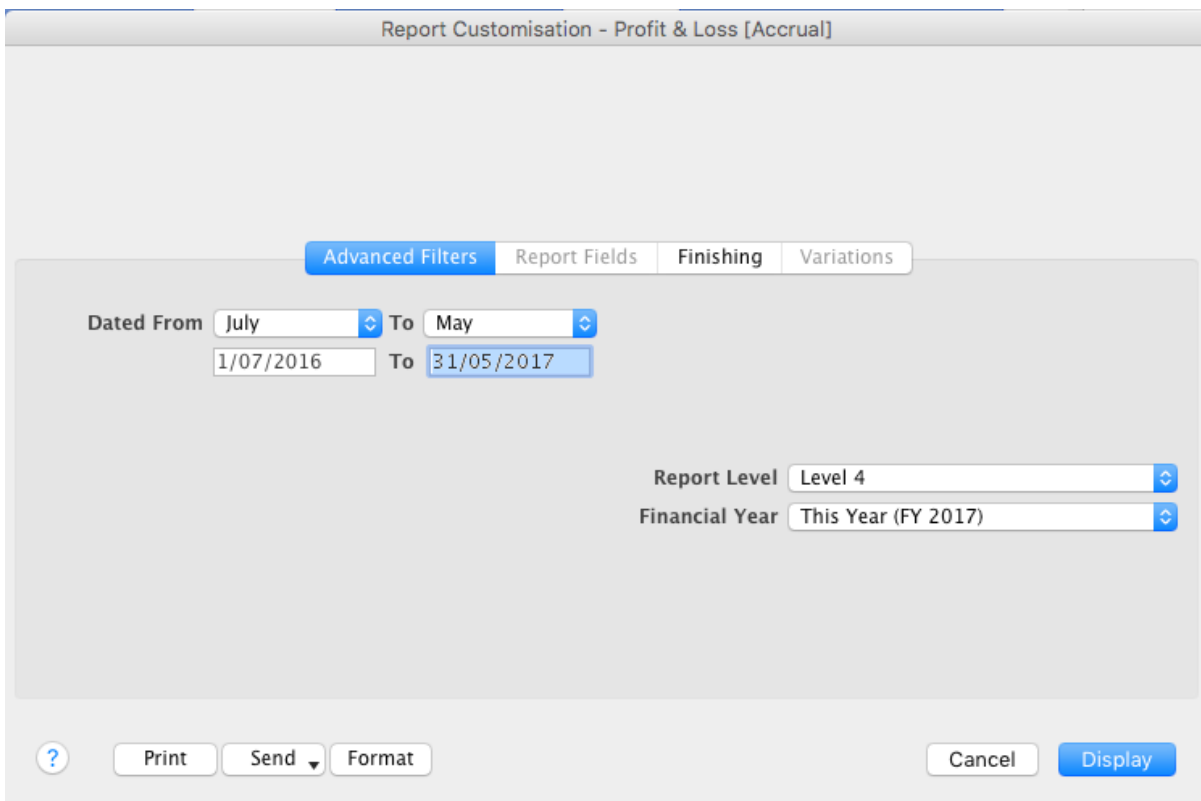 Report Customisation - Profit & Loss [Accrual]
Advanced Filters Report Fields Finishing Variations
Dated From July To May
1/07/2016 To 31/05/2017
Report Level Level 4
Financial Year This Year (FY 2017)
? Print Send Format Cancel Display